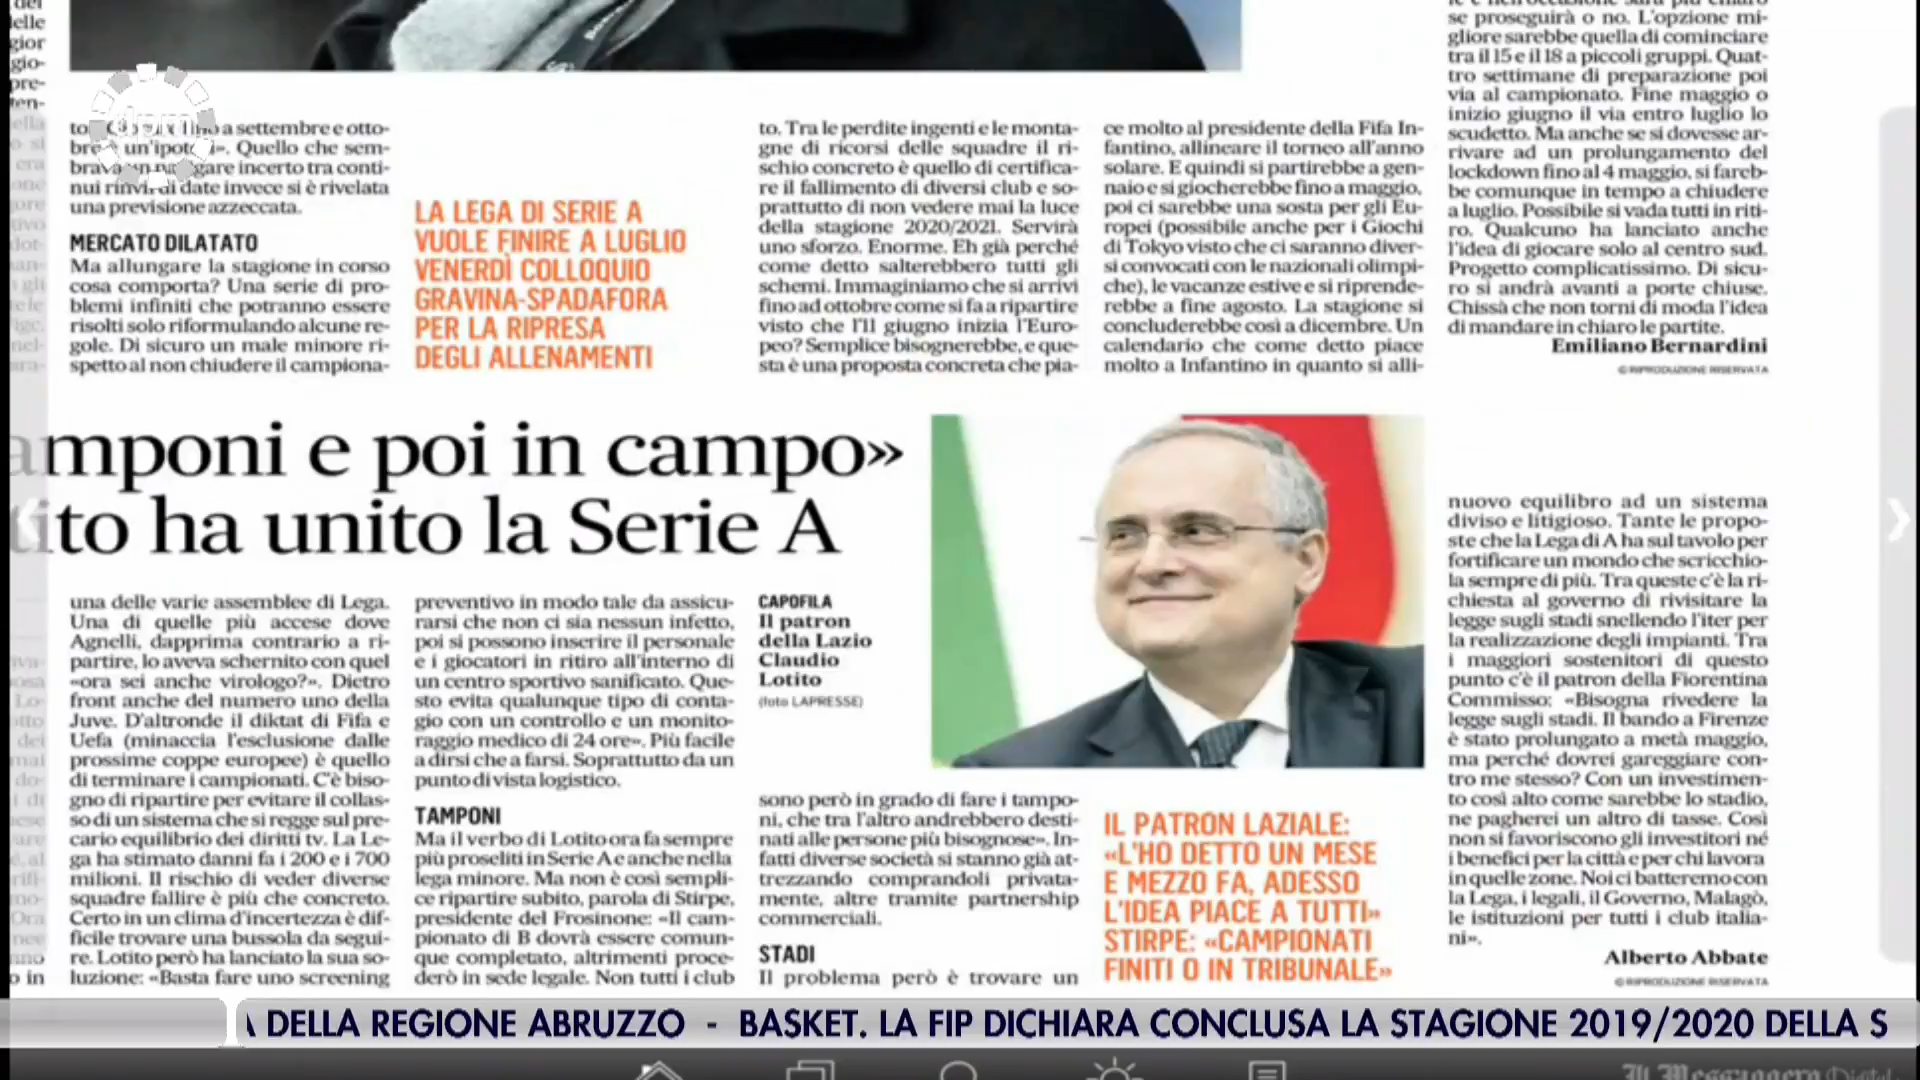 to. Tra le perdite ingenti e le monta-
gne di ricorsi delle squadre il ri-
schio concreto è quello di certifica-
re il fallimento di diversi club e so-
prattutto di non vedere mai la luce
della stagione 2020/2021. Servirà
uno sforzo. Enorme. Eh già perché
come detto salterebbero tutti gli
schemi. Immaginiamo che si arrivi
fino ad ottobre come si fa a ripartire
visto che l'11 giugno inizia l'Euro-
peo? Semplice bisognerebbe, e que-
sta è una proposta concreta che pia-
ce molto al presidente della Fifa In-
fantino, allineare il torneo all'anno
solare. E quindi si partirebbe a gen-
naio e si giocherebbe fino a maggio,
poi ci sarebbe una sosta per gli Eu-
ropei (possibile anche per i Giochi
di Tokyo visto che ci saranno diver-
si convocati con le nazionali olimpi-
che), le vacanze estive e si riprende-
rebbe a fine agosto. La stagione si
concluderebbe così a dicembre. Un
calendario che come detto piace
molto a Infantino in quanto si alli-
se proseguirà o no. L'opzione mi-
gliore sarebbe quella di cominciare
tra il 15 e il 18 a piccoli gruppi. Quat-
tro settimane di preparazione poi
via al campionato. Fine maggio o
inizio giugno il via entro luglio lo
scudetto. Ma anche se si dovesse ar-
rivare ad un prolungamento del
lockdown fino al 4 maggio, si fareb-
be comunque in tempo a chiudere
a luglio. Possibile si vada tutti in riti-
ro. Qualcuno ha lanciato anche
l'idea di giocare solo al centro sud.
Progetto complicatissimo. Di sicu-
ro si andrà avanti a porte chiuse.
Chissà che non torni di moda l'idea
di mandare in chiaro le partite.
Emiliano Bernardini
© RIPRODUZIONE RISERVATA
dpm
a settembre e otto-
un'ipotesi». Quello che sem-
brava un navigare incerto tra conti-
nui rinvii di date invece si è rivelata
una previsione azzeccata.
MERCATO DILATATO
Ma allungare la stagione in corso
cosa comporta? Una serie di pro-
blemi infiniti che potranno essere
risolti solo riformulando alcune re-
gole. Di sicuro un male minore ri-
spetto al non chiudere il campiona-
LA LEGA DI SERIE A
VUOLE FINIRE A LUGLIO
VENERDÌ COLLOQUIO
GRAVINA-SPADAFORA
PER LA RIPRESA
DEGLI ALLENAMENTI
amponi e poi in campo»
ito ha unito la Serie A
una delle varie assemblee di Lega.
Una di quelle più accese dove
Agnelli, dapprima contrario a ri-
partire, lo aveva schernito con quel
«ora sei anche virologo?». Dietro
front anche del numero uno della
Juve. D'altronde il diktat di Fifa e
Uefa (minaccia l'esclusione dalle
prossime coppe europee) è quello
di terminare i campionati. C'è biso-
gno di ripartire per evitare il collas-
so di un sistema che si regge sul pre-
cario equilibrio dei diritti tv. La Le-
ga ha stimato danni fa i 200 e i 700
milioni. Il rischio di veder diverse
squadre fallire è più che concreto.
Certo in un clima d'incertezza è dif-
ficile trovare una bussola da segui-
re. Lotito però ha lanciato la sua so-
luzione: «Basta fare uno screening
preventivo in modo tale da assicu-
rarsi che non ci sia nessun infetto,
poi si possono inserire il personale
e i giocatori in ritiro all'interno di
un centro sportivo sanificato. Que-
sto evita qualunque tipo di conta-
gio con un controllo e un monito-
raggio medico di 24 ore». Più facile
a dirsi che a farsi. Soprattutto da un
punto di vista logistico.
TAMPONI
Ma il verbo di Lotito ora fa sempre
più proseliti in Serie A e anche nella
lega minore. Ma non è così sempli-
ce ripartire subito, parola di Stirpe,
presidente del Frosinone: «Il cam-
pionato di B dovrà essere comun-
que completato, altrimenti proce-
derò in sede legale. Non tutti i club
CAPOFILA
Il patron
della Lazio
Claudio
Lotito
(foto LAPRESSE)
sono però in grado di fare i tampo-
ni, che tra l'altro andrebbero desti-
nati alle persone più bisognose». In-
fatti diverse società si stanno già at-
trezzando comprandoli privata-
mente, altre tramite partnership
commerciali.
STADI
Il problema però è trovare un
IL PATRON LAZIALE:
«L'HO DETTO UN MESE
E MEZZO FA, ADESSO
L'IDEA PIACE A TUTTI»
STIRPE: «CAMPIONATI
FINITI O IN TRIBUNALE»
nuovo equilibro ad un sistema
diviso e litigioso. Tante le propo-
ste che la Lega di A ha sul tavolo per
fortificare un mondo che scricchio-
la sempre di più. Tra queste c'è la ri-
chiesta al governo di rivisitare la
legge sugli stadi snellendo l'iter per
la realizzazione degli impianti. Tra
i maggiori sostenitori di questo
punto c'è il patron della Fiorentina
Commisso: «Bisogna rivedere la
legge sugli stadi. Il bando a Firenze
è stato prolungato a metà maggio,
ma perché dovrei gareggiare con-
tro me stesso? Con un investimen-
to così alto come sarebbe lo stadio,
ne pagherei un altro di tasse. Così
non si favoriscono gli investitori né
i benefici per la città e per chi lavora
in quelle zone. Noi ci batteremo con
la Lega, i legali, il Governo, Malagò,
le istituzioni per tutti i club italia-
ni».
Alberto Abbate
© RIPRODUZIONE RISERVATA
A DELLA REGIONE ABRUZZO - BASKET. LA FIP DICHIARA CONCLUSA LA STAGIONE 2019/2020 DELLA S
Il Messaggero Digital